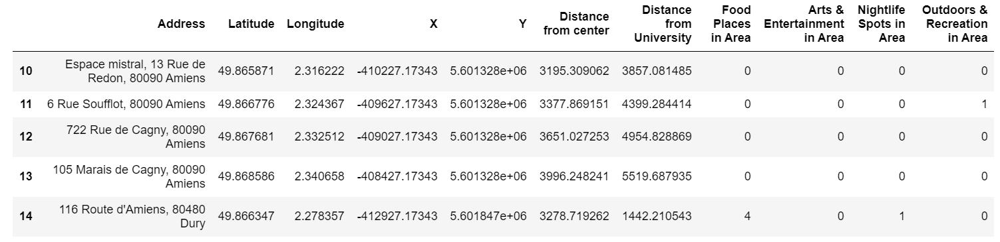 Address Latitude Longitude X Y Distance from center Distance from University Food Places in Area Arts & Entertainment in Area Nightlife Spots in Area Outdoors & Recreation in Area
10 Espace mistral, 13 Rue de Redon, 80090 Amiens 49.865871 2.316222 -410227.17343 5.601328e+06 3195.309062 3857.081485 0 0 0 0
11 6 Rue Soufflot, 80090 Amiens 49.866776 2.324367 -409627.17343 5.601328e+06 3377.869151 4399.284414 0 0 0 1
12 722 Rue de Cagny, 80090 Amiens 49.867681 2.332512 -409027.17343 5.601328e+06 3651.027253 4954.828869 0 0 0 0
13 105 Marais de Cagny, 80090 Amiens 49.868586 2.340658 -408427.17343 5.601328e+06 3996.248241 5519.687935 0 0 0 0
14 116 Route d'Amiens, 80480 Dury 49.866347 2.278357 -412927.17343 5.601847e+06 3278.719262 1442.210543 4 0 1 0